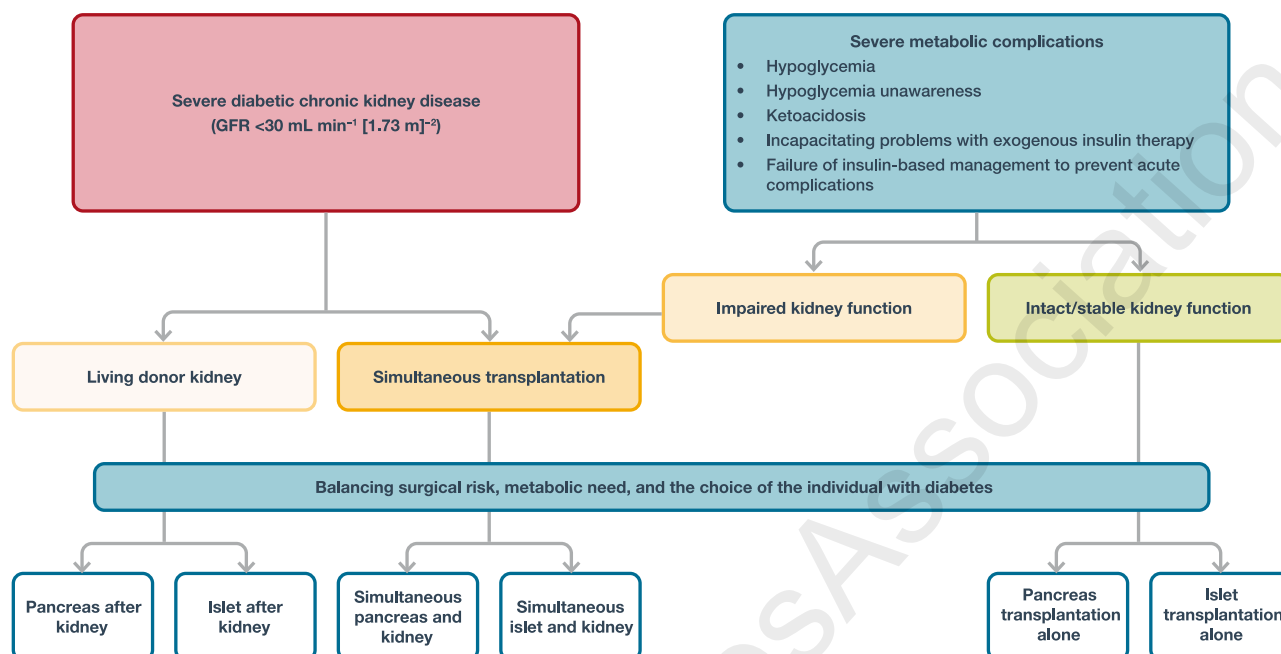 Severe diabetic chronic kidney disease
(GFR <30 mL min⁻¹ [1.73 m]⁻²)
Severe metabolic complications
• Hypoglycemia
• Hypoglycemia unawareness
• Ketoacidosis
• Incapacitating problems with exogenous insulin therapy
• Failure of insulin-based management to prevent acute
complications
Impaired kidney function
Intact/stable kidney function
Living donor kidney
Simultaneous transplantation
Balancing surgical risk, metabolic need, and the choice of the individual with diabetes
Pancreas after
kidney
Islet after
kidney
Simultaneous
pancreas and
kidney
Simultaneous
islet and kidney
Pancreas
transplantation
alone
Islet
transplantation
alone
Association